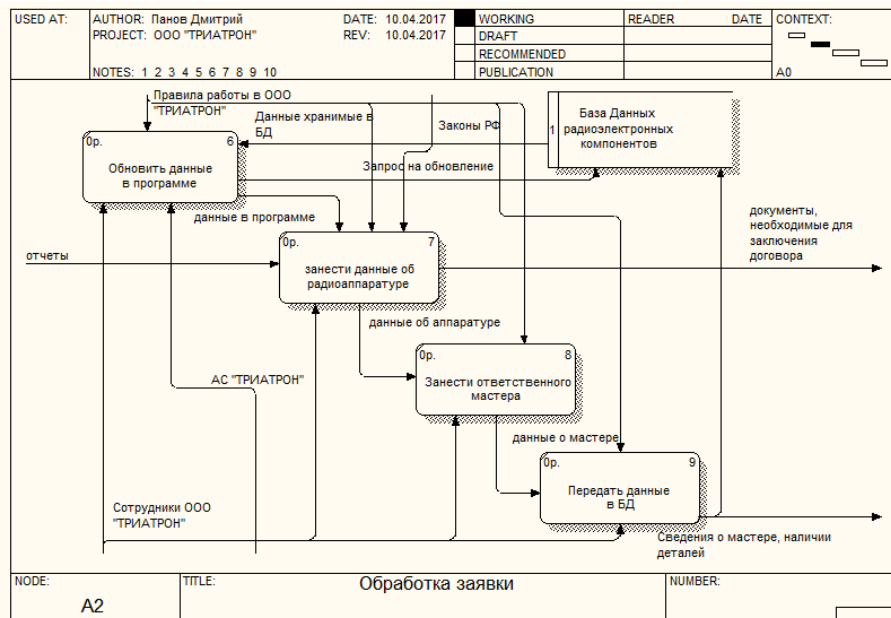 USED AT:
AUTHOR: Панов Дмитрий
DATE: 10.04.2017
PROJECT: ООО "ТРИАТРОН"
REV: 10.04.2017
NOTES: 1 2 3 4 5 6 7 8 9 10
WORKING
DRAFT
RECOMMENDED
PUBLICATION
READER
DATE
CONTEXT:
A0
Правила работы в ООО
"ТРИАТРОН"
Данные хранимые в
БД
Законы РФ
1
База Данных
радиоэлектронных
компонентов
0р.
6
Обновить данные
в программе
Запрос на обновление
данные в программе
документы,
необходимые для
заключения
договора
отчеты
0р.
7
занести данные об
радиоаппаратуре
данные об аппаратуре
0р.
8
Занести ответственного
мастера
АС "ТРИАТРОН"
данные о мастере
0р.
9
Передать данные
в БД
Сотрудники ООО
"ТРИАТРОН"
Сведения о мастере, наличии
деталей
NODE:
A2
TITLE:
Обработка заявки
NUMBER: